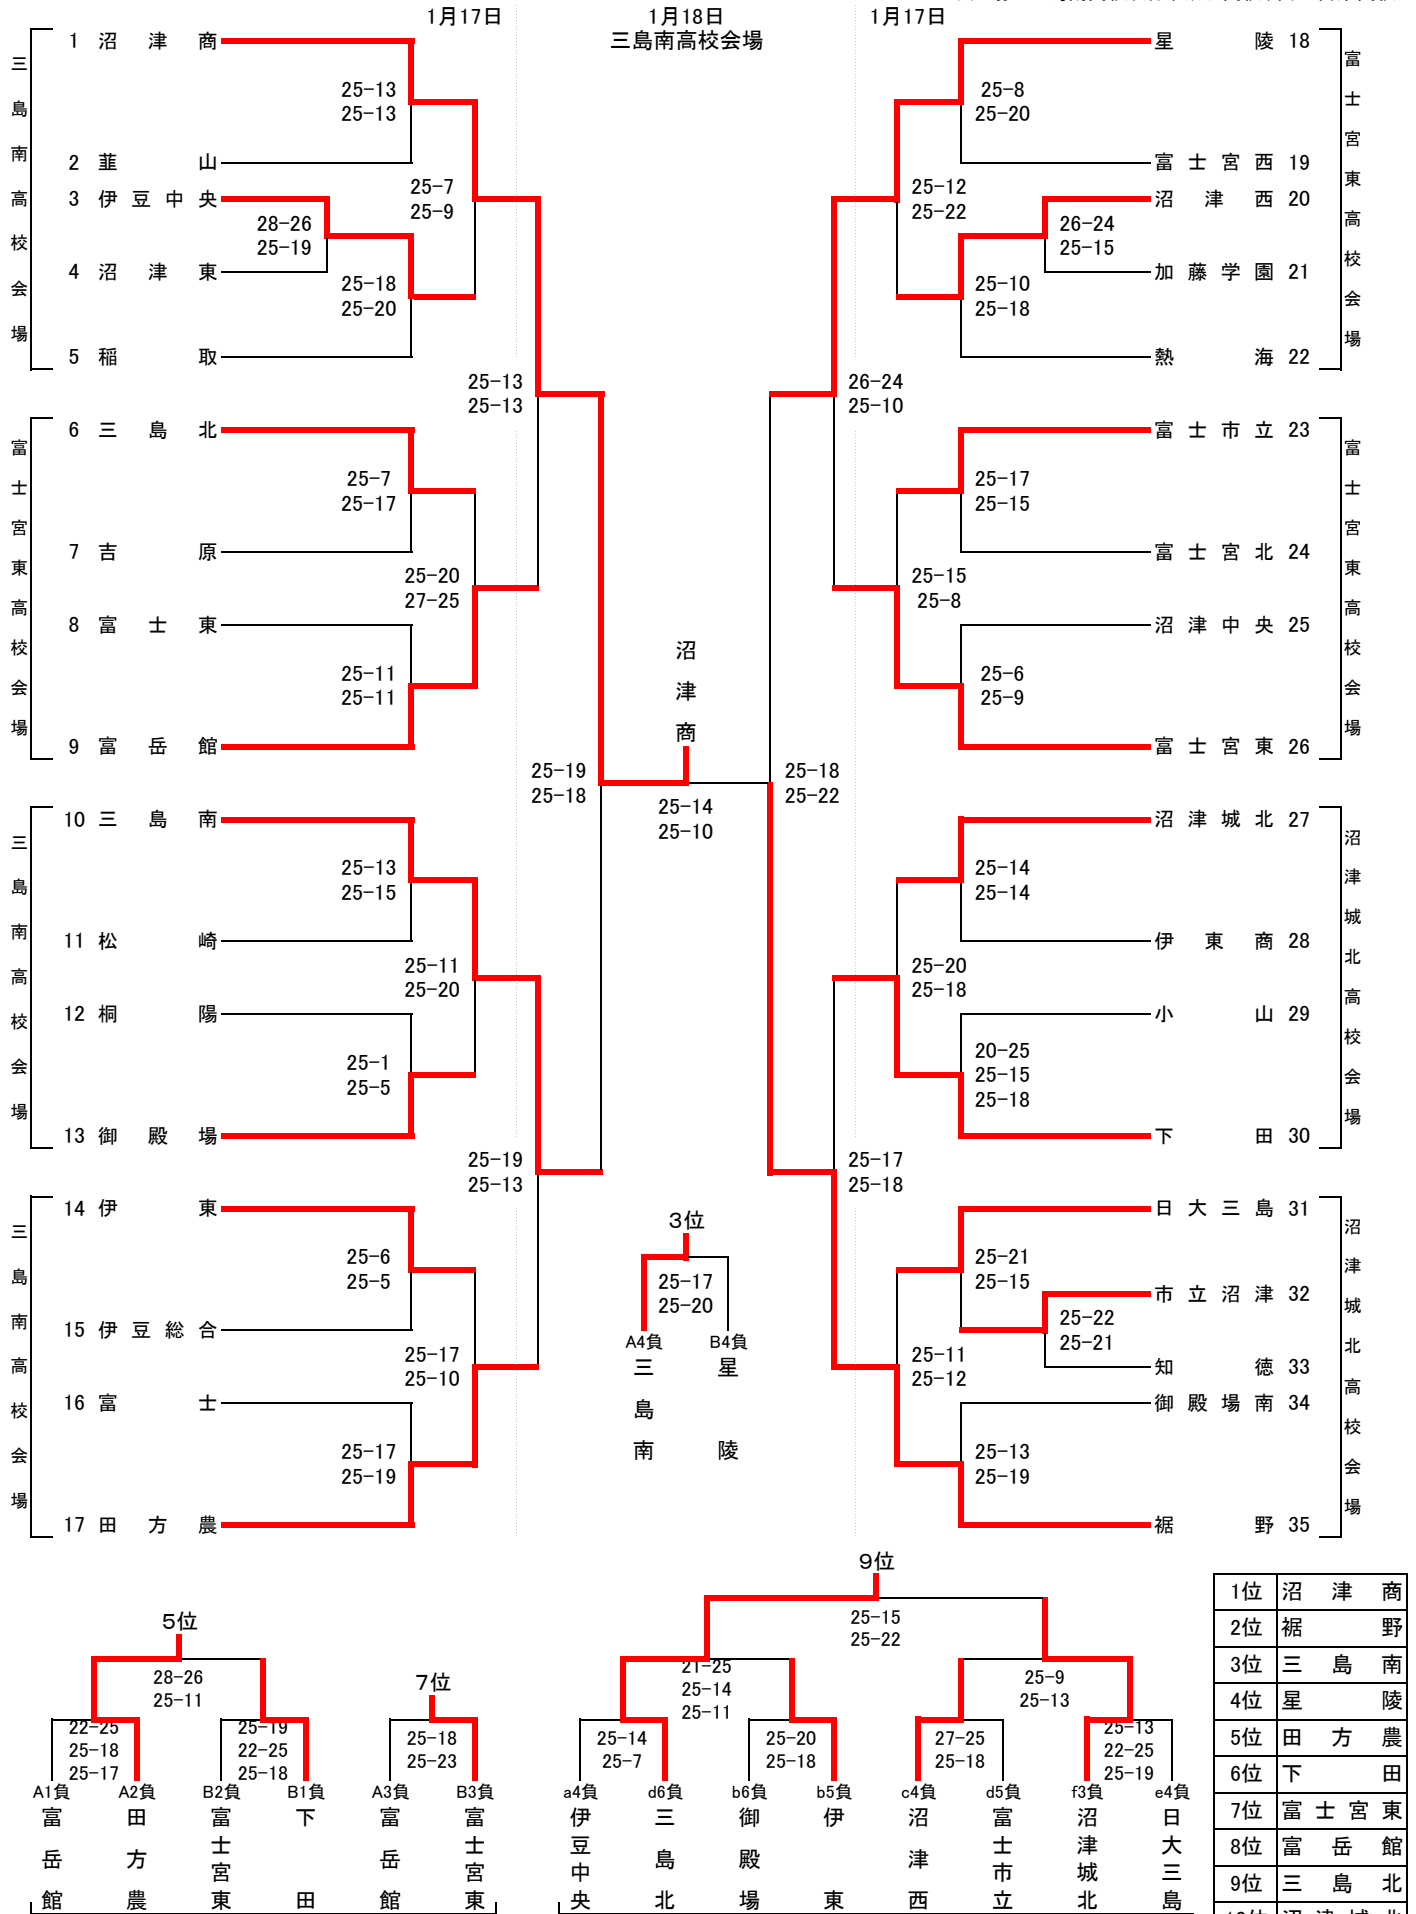 1月17日
1月18日
三島南高校会場
1月17日
三島南高校会場
1 沼津商
25-13
25-13
2 韮山
3 伊豆中央
25-7
25-9
28-26
25-19
4 沼津東
25-18
25-20
5 稲取
25-13
25-13
富士宮東高校会場
6 三島北
25-7
25-17
7 吉原
25-20
27-25
8 富士東
25-11
25-11
9 富岳館
25-19
25-18
三島南高校会場
10 三島南
25-13
25-15
11 松崎
25-11
25-20
12 桐陽
25-1
25-5
13 御殿場
25-19
25-13
三島南高校会場
14 伊東
25-6
25-5
15 伊豆総合
25-17
25-10
16 富士
25-17
25-19
17 田方農
沼津商
25-14
25-10
3位
25-17
25-20
A4負
B4負
三島南
星陵
富士宮東高校会場
星陵 18
25-8
25-20
富士宮西 19
25-12
25-22
沼津西 20
26-24
25-15
加藤学園 21
25-10
25-18
熱海 22
26-24
25-10
富士宮東高校会場
富士市立 23
25-17
25-15
富士宮北 24
25-15
25-8
沼津中央 25
25-6
25-9
富士宮東 26
25-18
25-22
沼津城北高校会場
沼津城北 27
25-14
25-14
伊東商 28
25-20
25-18
小山 29
20-25
25-15
25-18
下田 30
25-17
25-18
沼津城北高校会場
日大三島 31
25-21
25-15
市立沼津 32
25-22
25-21
知徳 33
25-11
25-12
御殿場南 34
25-13
25-19
裾野 35
5位
28-26
25-11
22-25
25-18
25-17
25-19
22-25
25-18
A1負
A2負
B2負
B1負
富岳館
田方農
富士宮東
下田
7位
25-18
25-23
A3負
B3負
富岳館
富士宮東
9位
25-15
25-22
21-25
25-14
25-11
25-9
25-13
25-14
25-7
25-20
25-18
27-25
25-18
25-13
22-25
25-19
a4負
d6負
b6負
b5負
c4負
d5負
f3負
e4負
伊豆中央
三島北
御殿場
伊東
沼津西
富士市立
沼津城北
日大三島
1位 沼津商
2位 裾野
3位 三島南
4位 星陵
5位 田方農
6位 下田
7位 富士宮東
8位 富岳館
9位 三島北